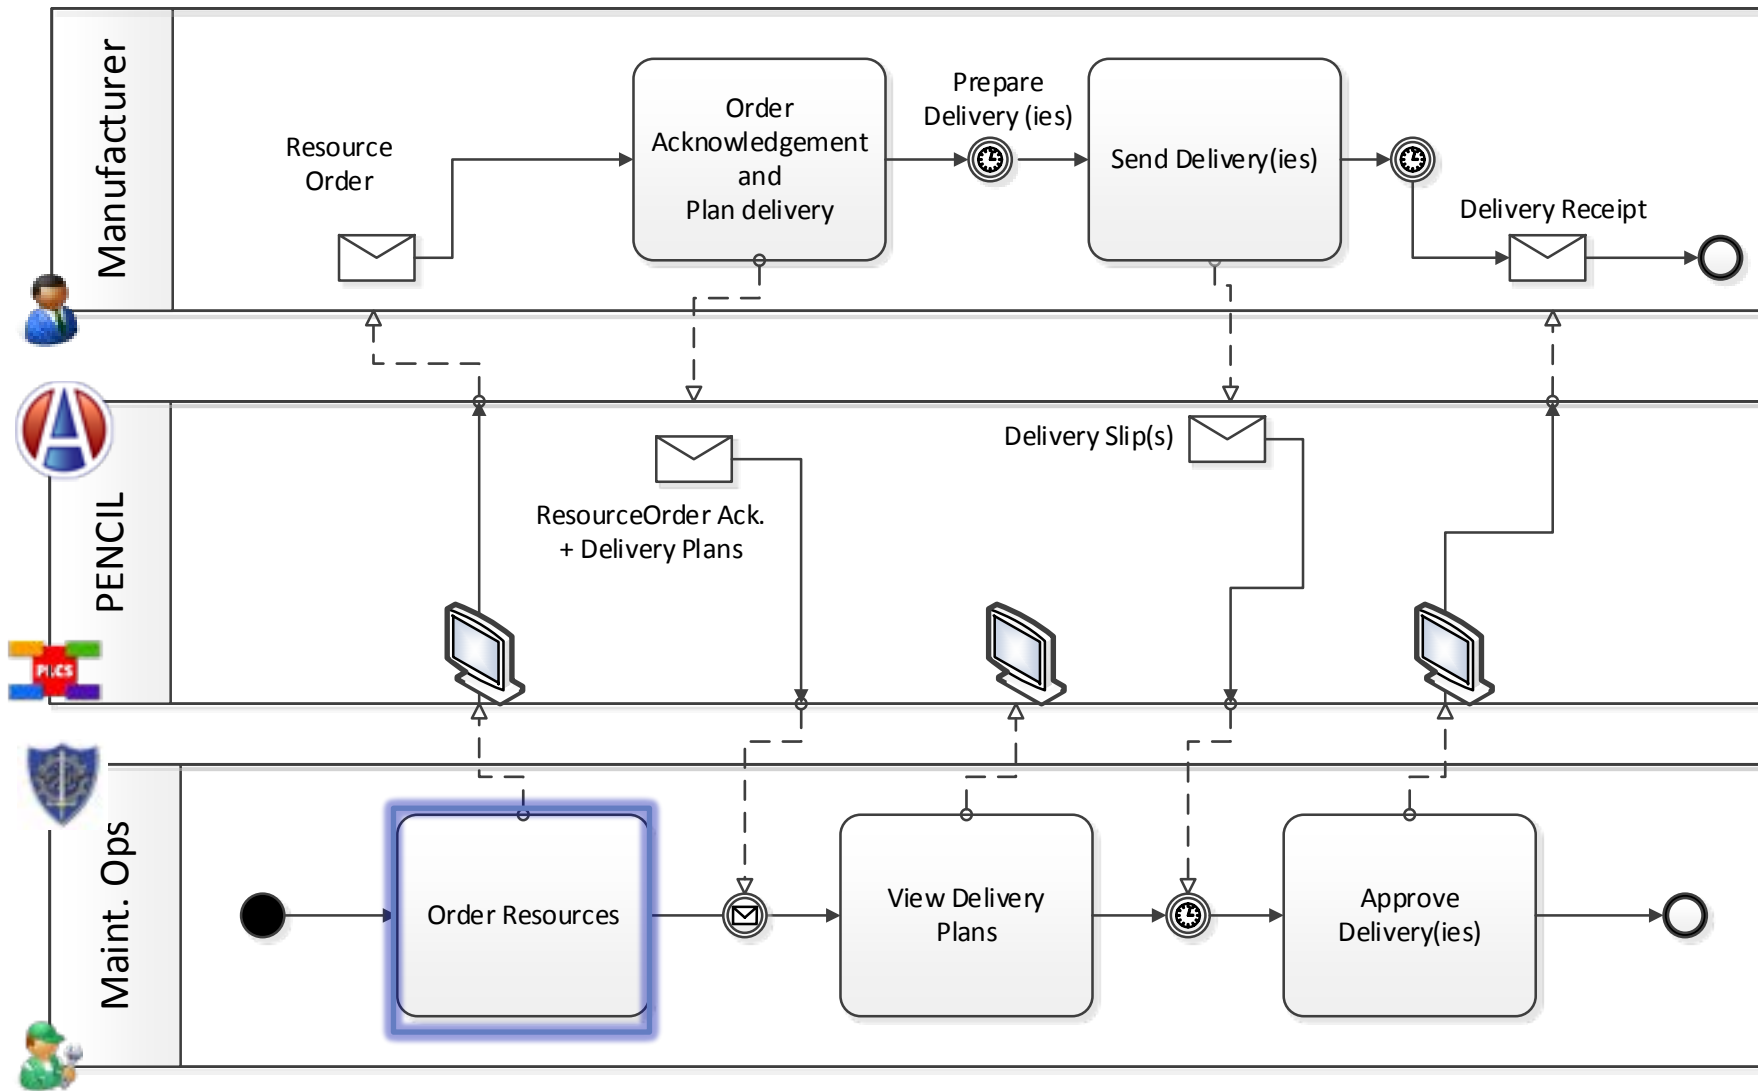 Manufacturer
Resource
Order
Order
Acknowledgement
and
Plan delivery
Prepare
Delivery (ies)
Send Delivery(ies)
Delivery Receipt
PENCIL
PLCS
ResourceOrder Ack.
+ Delivery Plans
Delivery Slip(s)
Maint. Ops
Order Resources
View Delivery
Plans
Approve
Delivery(ies)